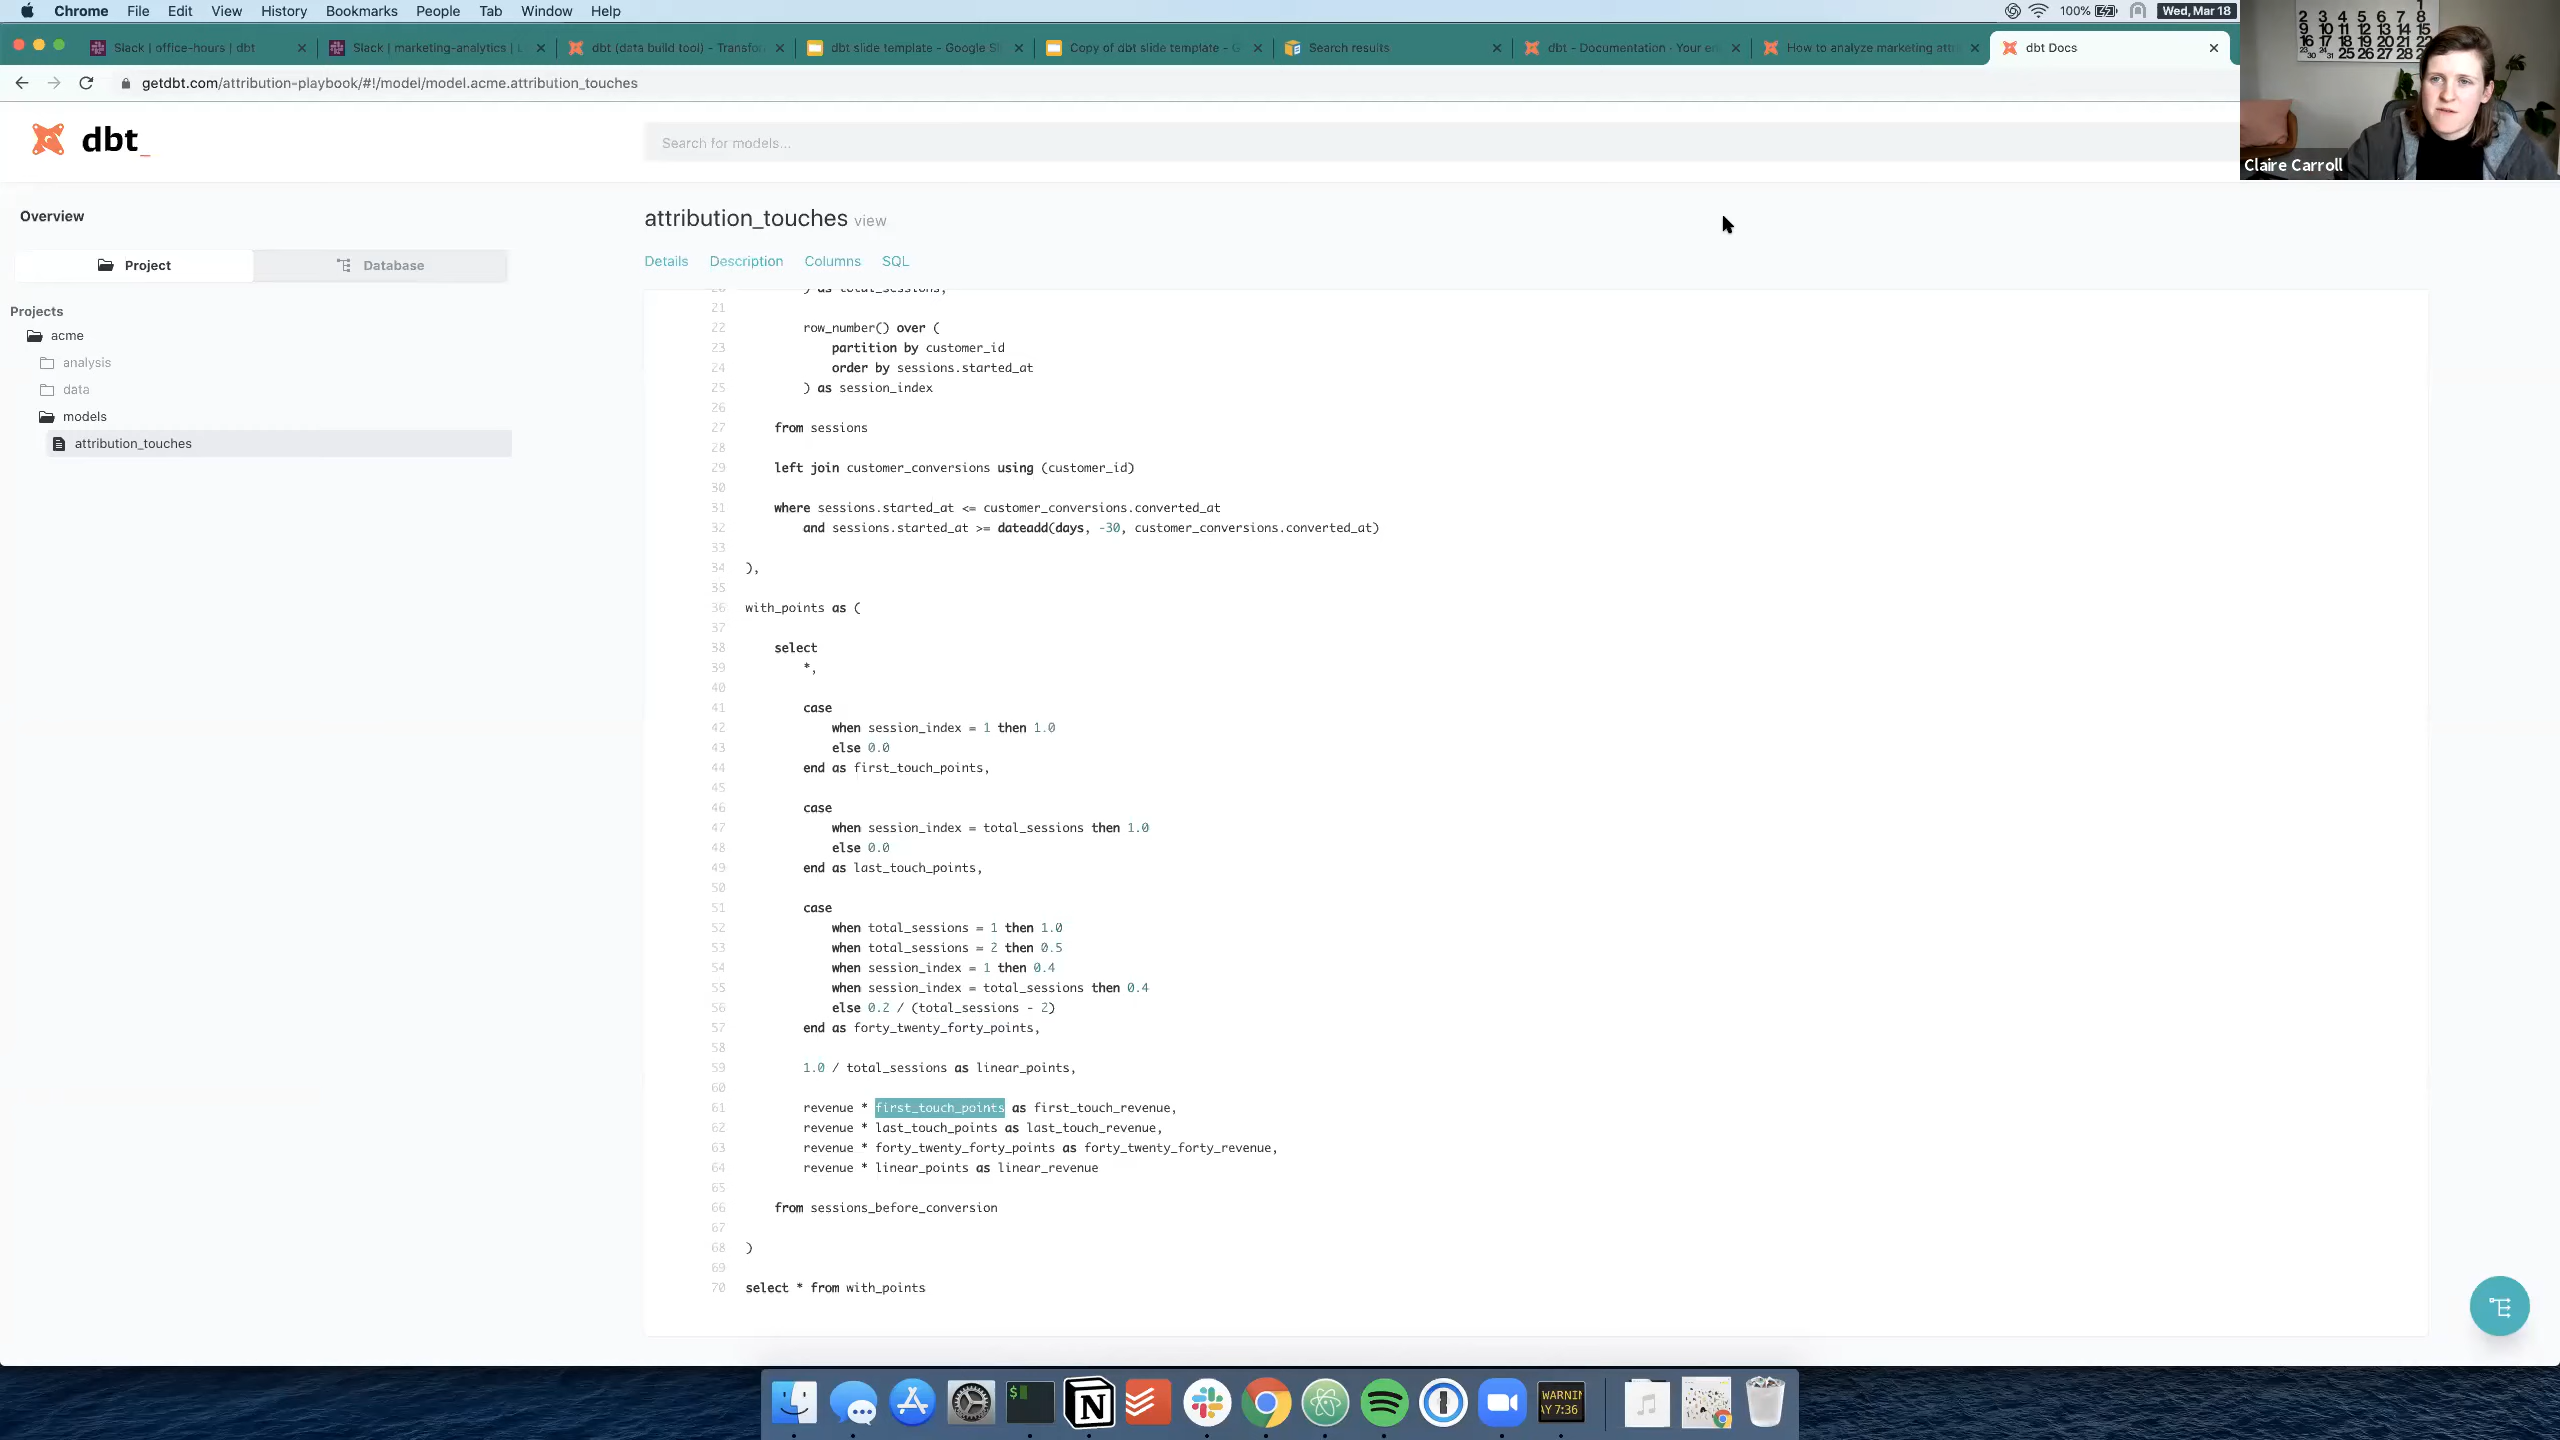 Chrome File Edit View History Bookmarks People Tab Window Help
100% Wed, Mar 18
Slack | office-hours | dbt
Slack | marketing-analytics |
dbt (data build tool) - Transfor
dbt slide template - Google Sl
Copy of dbt slide template - G
Search results
dbt - Documentation - Your en
How to analyze marketing attr
dbt Docs
getdbt.com/attribution-playbook/#!/model/model.acme.attribution_touches
dbt_
Search for models...
Claire Carroll
Overview
Project
Database
Projects
acme
analysis
data
models
attribution_touches
attribution_touches view
Details Description Columns SQL
20 ) as total_sessions,
21
22 row_number() over (
23 partition by customer_id
24 order by sessions.started_at
25 ) as session_index
26
27 from sessions
28
29 left join customer_conversions using (customer_id)
30
31 where sessions.started_at <= customer_conversions.converted_at
32 and sessions.started_at >= dateadd(days, -30, customer_conversions.converted_at)
33
34 ),
35
36 with_points as (
37
38 select
39 *,
40
41 case
42 when session_index = 1 then 1.0
43 else 0.0
44 end as first_touch_points,
45
46 case
47 when session_index = total_sessions then 1.0
48 else 0.0
49 end as last_touch_points,
50
51 case
52 when total_sessions = 1 then 1.0
53 when total_sessions = 2 then 0.5
54 when session_index = 1 then 0.4
55 when session_index = total_sessions then 0.4
56 else 0.2 / (total_sessions - 2)
57 end as forty_twenty_forty_points,
58
59 1.0 / total_sessions as linear_points,
60
61 revenue * first_touch_points as first_touch_revenue,
62 revenue * last_touch_points as last_touch_revenue,
63 revenue * forty_twenty_forty_points as forty_twenty_forty_revenue,
64 revenue * linear_points as linear_revenue
65
66 from sessions_before_conversion
67
68 )
69
70 select * from with_points
WARNIN
AY 7:36